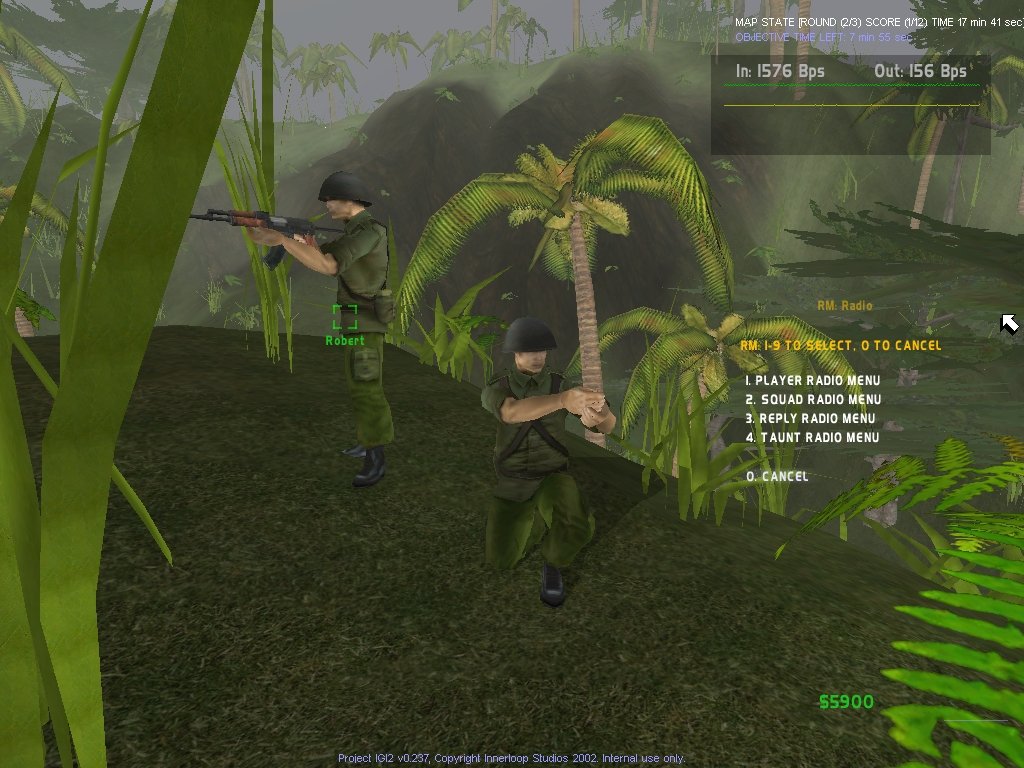 MAP STATE [ROUND (2/3) SCORE (1/12) TIME 17 min 41 sec]
OBJECTIVE TIME LEFT: 7 min 55 sec
In: 1576 Bps Out: 156 Bps
RM: Radio
Robert
RM: 1-9 TO SELECT, 0 TO CANCEL
1. PLAYER RADIO MENU
2. SQUAD RADIO MENU
3. REPLY RADIO MENU
4. TAUNT RADIO MENU
0. CANCEL
$5900
Project IGI2 v0.237, Copyright Innerloop Studios 2002. Internal use only.